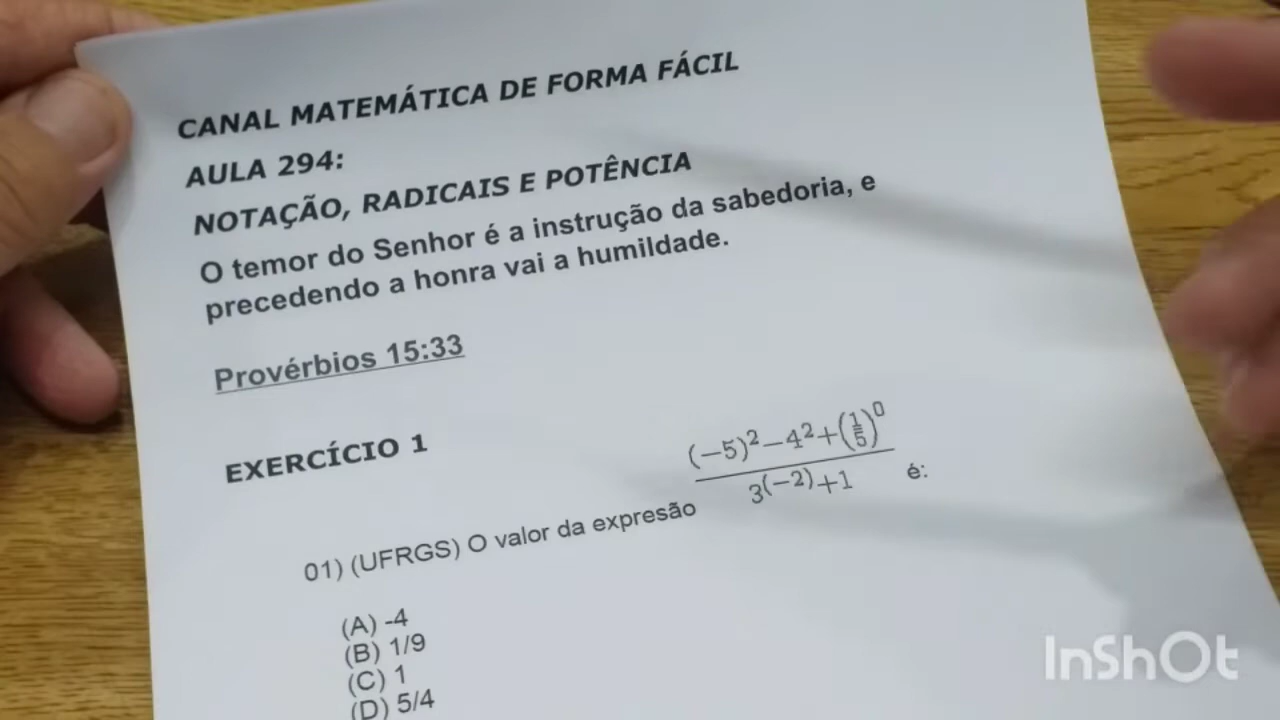 CANAL MATEMÁTICA DE FORMA FÁCIL
AULA 294:
NOTAÇÃO, RADICAIS E POTÊNCIA
O temor do Senhor é a instrução da sabedoria, e
precedendo a honra vai a humildade.
Provérbios 15:33
EXERCÍCIO 1
01) (UFRGS) O valor da expresão ((−5)² − 4² + (1/5)⁰) / (3^(−2) + 1) é:
(A) -4
(B) 1/9
(C) 1
(D) 5/4
InShOt